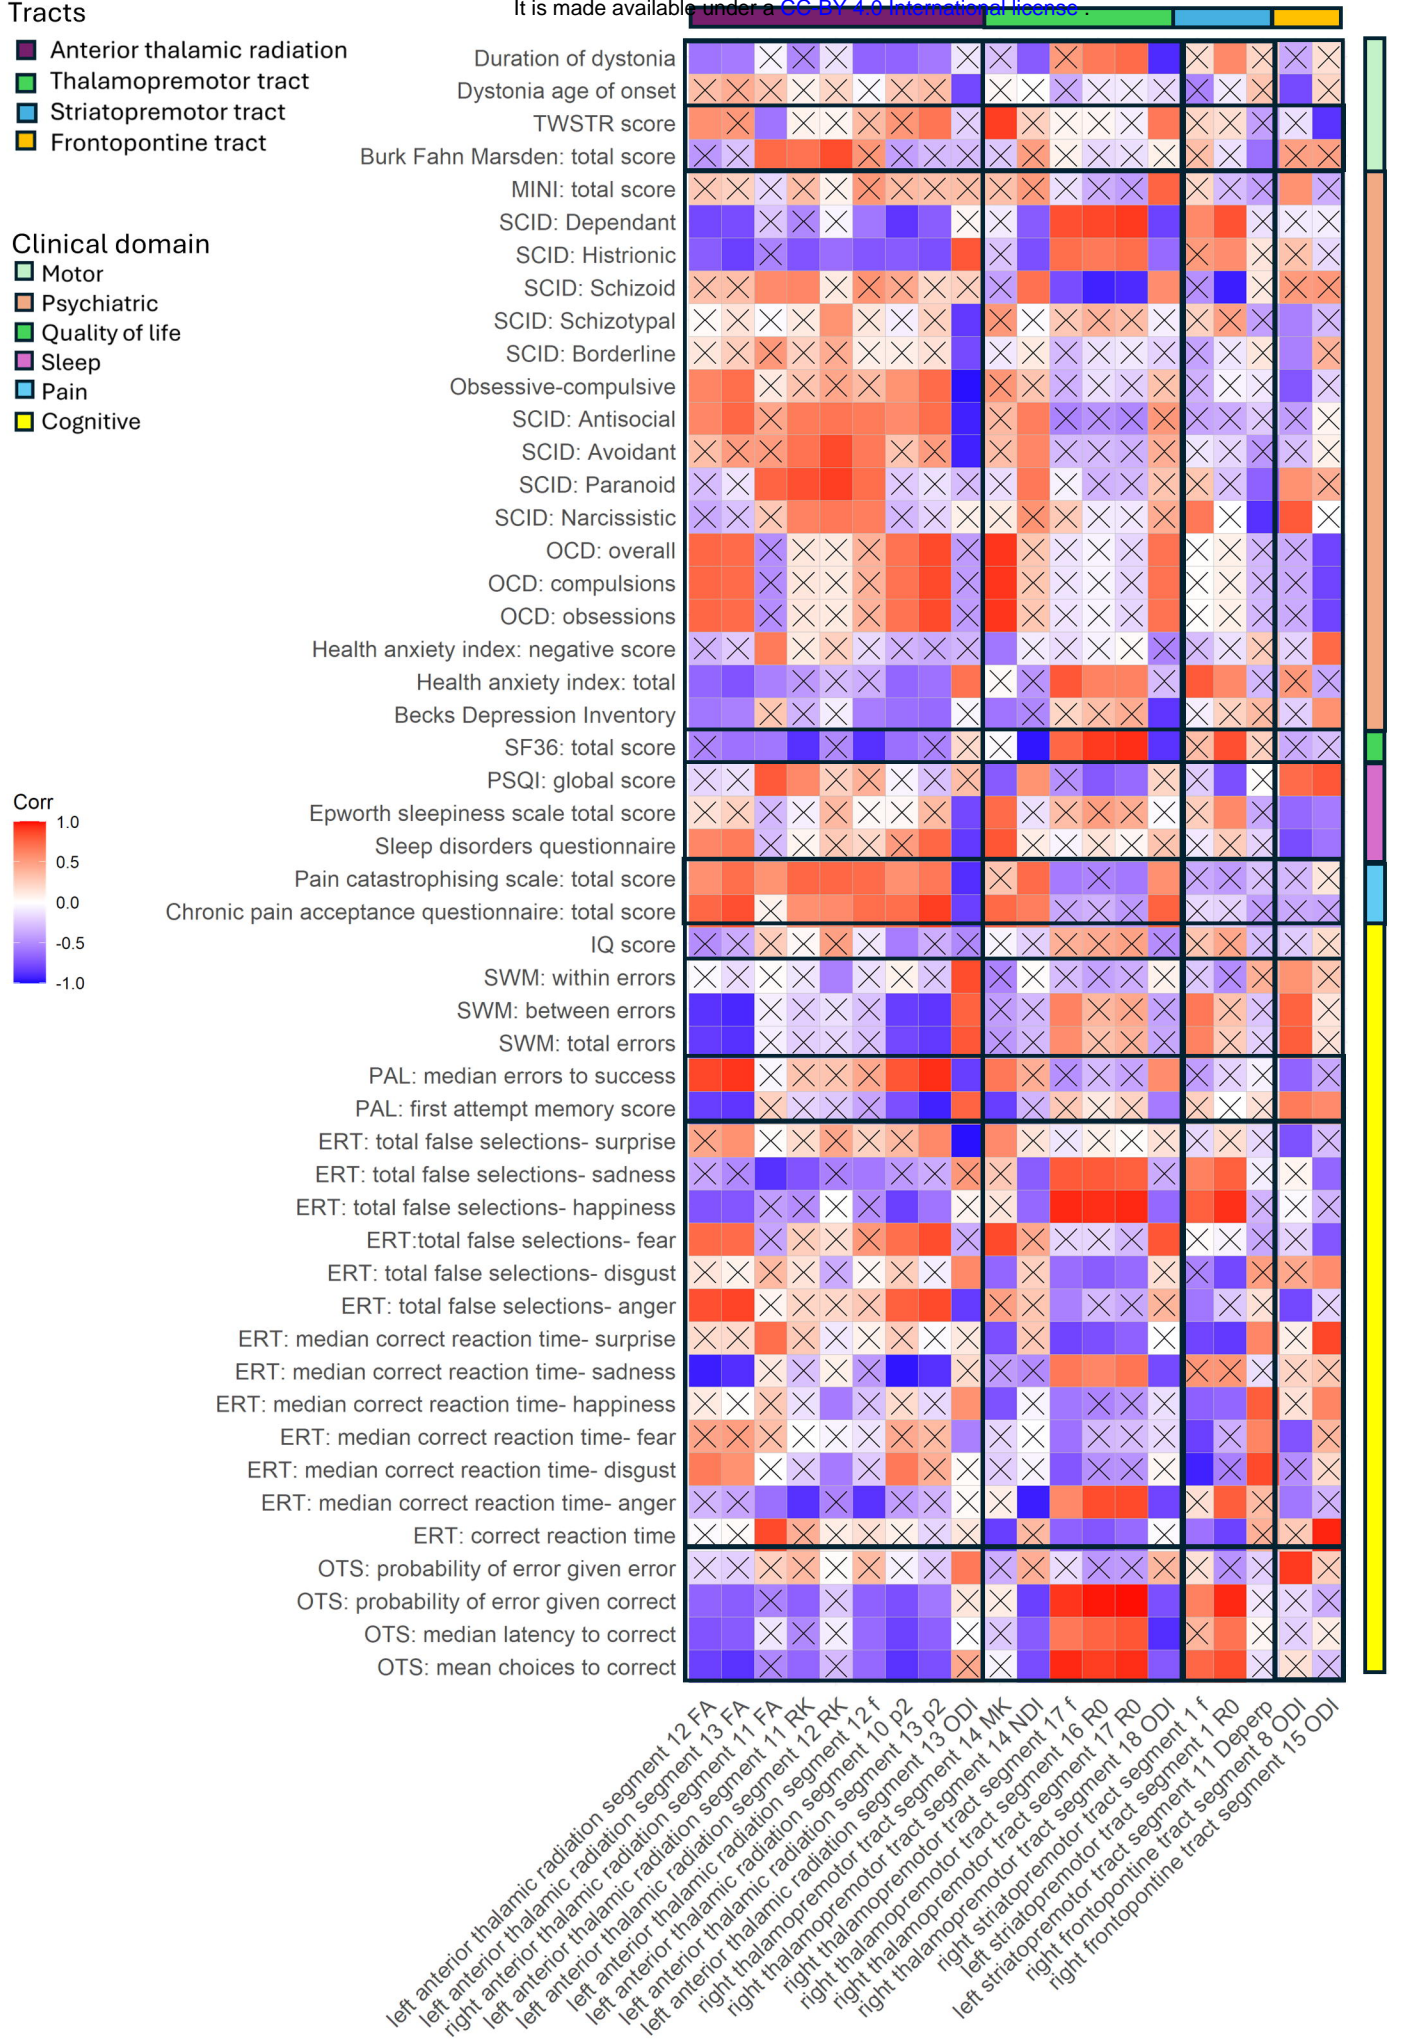 It is made available under a CC-BY 4.0 International license .
Tracts
Anterior thalamic radiation
Thalamopremotor tract
Striatopremotor tract
Frontopontine tract
Clinical domain
Motor
Psychiatric
Quality of life
Sleep
Pain
Cognitive
Corr
1.0
0.5
0.0
-0.5
-1.0
Duration of dystonia
Dystonia age of onset
TWSTR score
Burk Fahn Marsden: total score
MINI: total score
SCID: Dependant
SCID: Histrionic
SCID: Schizoid
SCID: Schizotypal
SCID: Borderline
Obsessive-compulsive
SCID: Antisocial
SCID: Avoidant
SCID: Paranoid
SCID: Narcissistic
OCD: overall
OCD: compulsions
OCD: obsessions
Health anxiety index: negative score
Health anxiety index: total
Becks Depression Inventory
SF36: total score
PSQI: global score
Epworth sleepiness scale total score
Sleep disorders questionnaire
Pain catastrophising scale: total score
Chronic pain acceptance questionnaire: total score
IQ score
SWM: within errors
SWM: between errors
SWM: total errors
PAL: median errors to success
PAL: first attempt memory score
ERT: total false selections- surprise
ERT: total false selections- sadness
ERT: total false selections- happiness
ERT:total false selections- fear
ERT: total false selections- disgust
ERT: total false selections- anger
ERT: median correct reaction time- surprise
ERT: median correct reaction time- sadness
ERT: median correct reaction time- happiness
ERT: median correct reaction time- fear
ERT: median correct reaction time- disgust
ERT: median correct reaction time- anger
ERT: correct reaction time
OTS: probability of error given error
OTS: probability of error given correct
OTS: median latency to correct
OTS: mean choices to correct
left anterior thalamic radiation segment 12 FA
left anterior thalamic radiation segment 13 FA
right anterior thalamic radiation segment 11 FA
left anterior thalamic radiation segment 11 RK
left anterior thalamic radiation segment 12 RK
left anterior thalamic radiation segment 12 f
left anterior thalamic radiation segment 10 p2
left anterior thalamic radiation segment 13 p2
left anterior thalamic radiation segment 13 ODI
right thalamopremotor tract segment 14 MK
right thalamopremotor tract segment 14 NDI
right thalamopremotor tract segment 17 f
right thalamopremotor tract segment 16 R0
right thalamopremotor tract segment 17 R0
right thalamopremotor tract segment 18 ODI
right striatopremotor tract segment 1 f
left striatopremotor tract segment 1 R0
left striatopremotor tract segment 11 Deperp
right frontopontine tract segment 8 ODI
right frontopontine tract segment 15 ODI